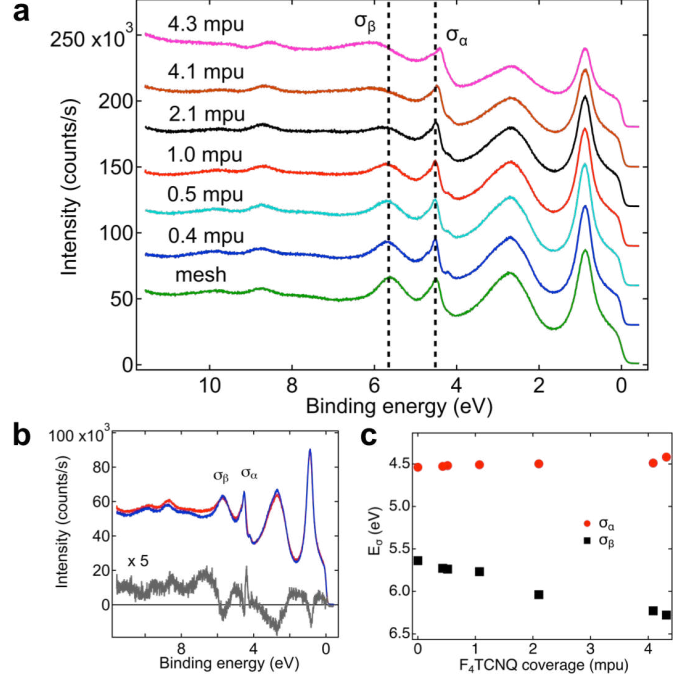 a
σβ
σα
250 x10³
200
150
100
50
0
Intensity (counts/s)
4.3 mpu
4.1 mpu
2.1 mpu
1.0 mpu
0.5 mpu
0.4 mpu
mesh
10 8 6 4 2 0
Binding energy (eV)
b
100 x10³
80
60
40
20
0
Intensity (counts/s)
σβ σα
x 5
8 6 4 2 0
Binding energy (eV)
c
4.0
4.5
5.0
5.5
6.0
6.5
Eσ (eV)
σα
σβ
0 1 2 3 4
F₄TCNQ coverage (mpu)